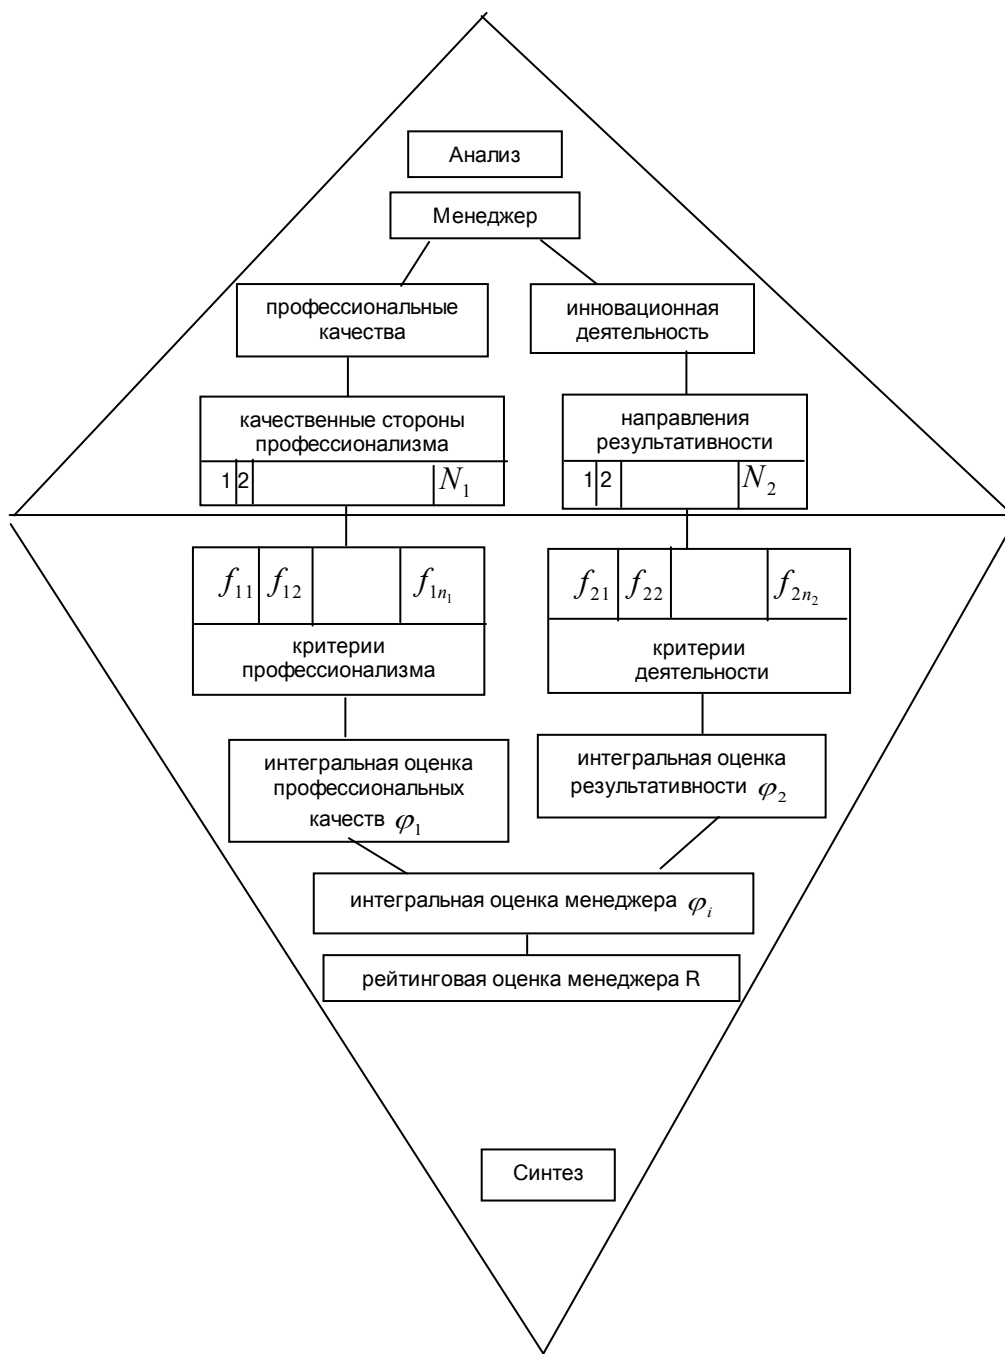 Анализ
Менеджер
профессиональные
качества
инновационная
деятельность
качественные стороны
профессионализма
1 2 N₁
направления
результативности
1 2 N₂
f₁₁ f₁₂ f₁ₙ₁
критерии
профессионализма
f₂₁ f₂₂ f₂ₙ₂
критерии
деятельности
интегральная оценка
профессиональных
качеств φ₁
интегральная оценка
результативности φ₂
интегральная оценка менеджера φᵢ
рейтинговая оценка менеджера R
Синтез